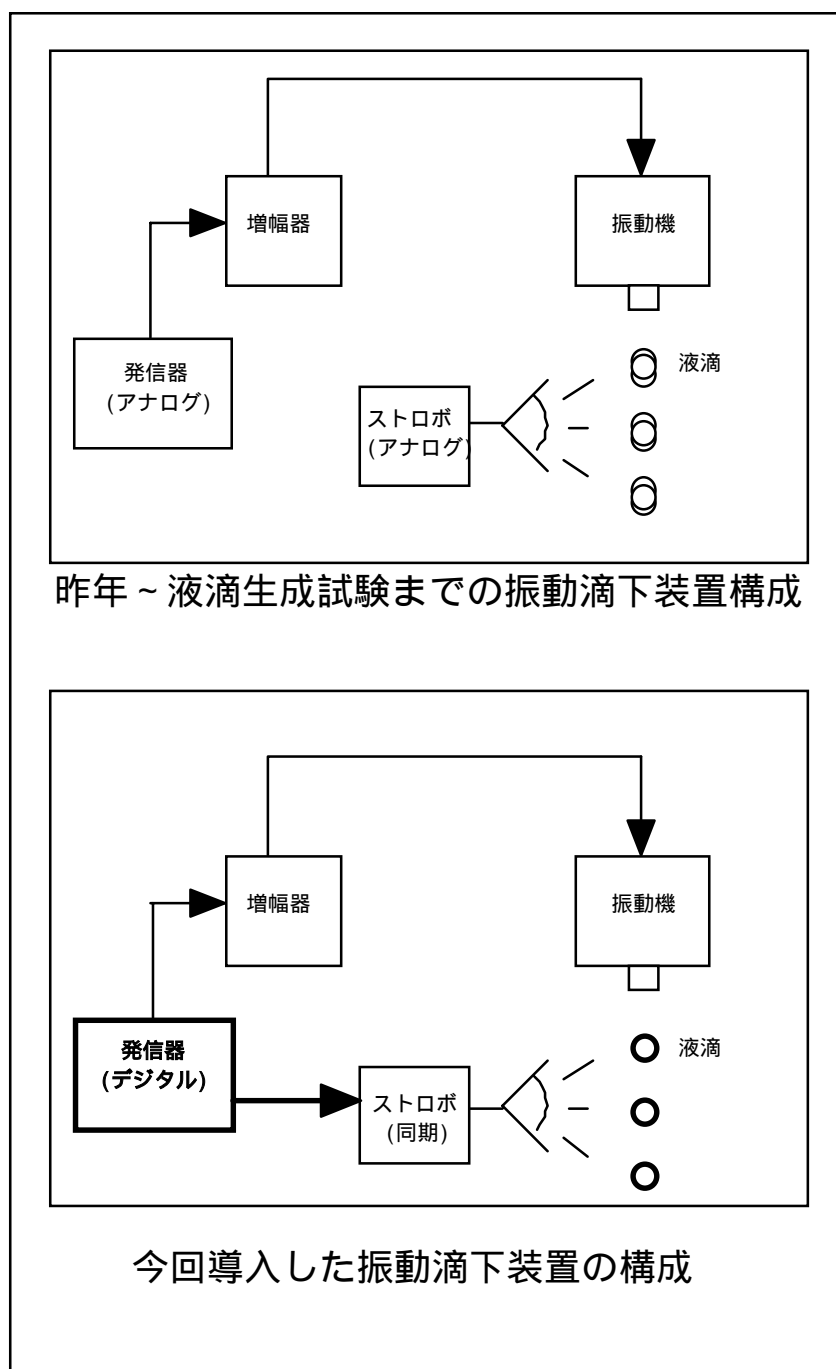 増幅器
振動機
発信器
(アナログ)
液滴
ストロボ
(アナログ)
昨年~液滴生成試験までの振動滴下装置構成
増幅器
振動機
発信器
(デジタル)
液滴
ストロボ
(同期)
今回導入した振動滴下装置の構成